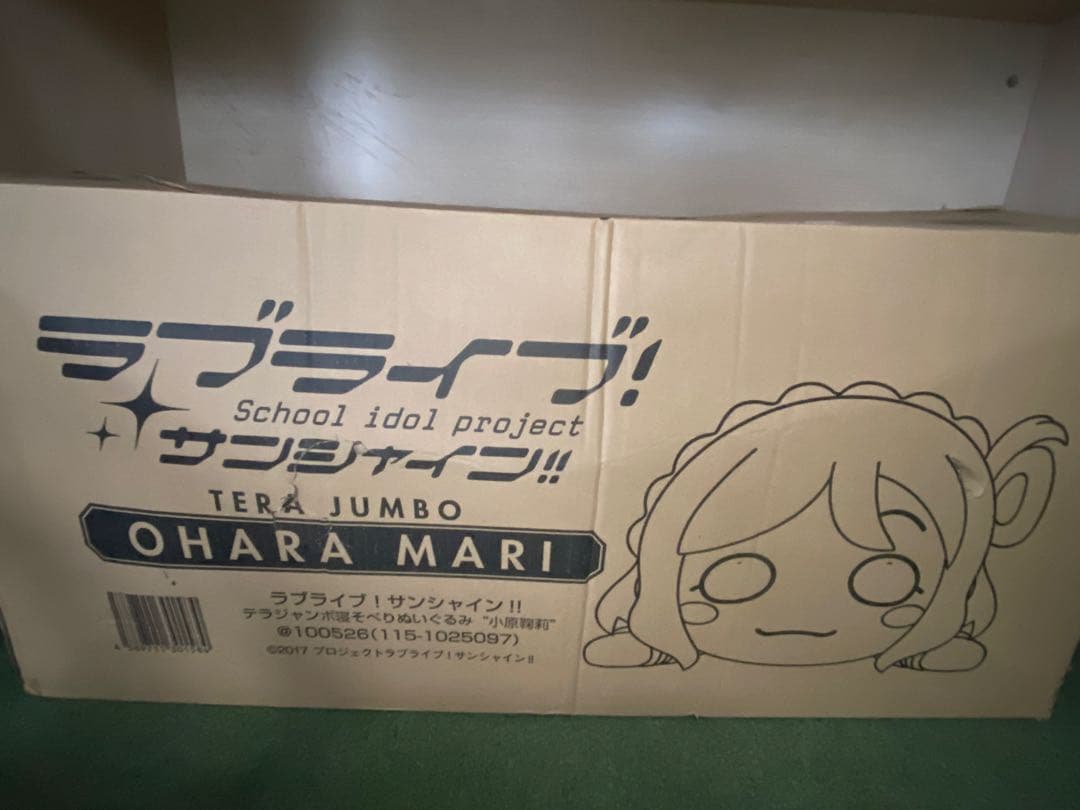 ラブライブ!
School idol project
サンシャイン!!
TERA JUMBO
OHARA MARI
ラブライブ！サンシャイン!!
テラジャンボ寝そべりぬいぐるみ“小原鞠莉”
@100526(115-1025097)
©2017 プロジェクトラブライブ！サンシャイン!!